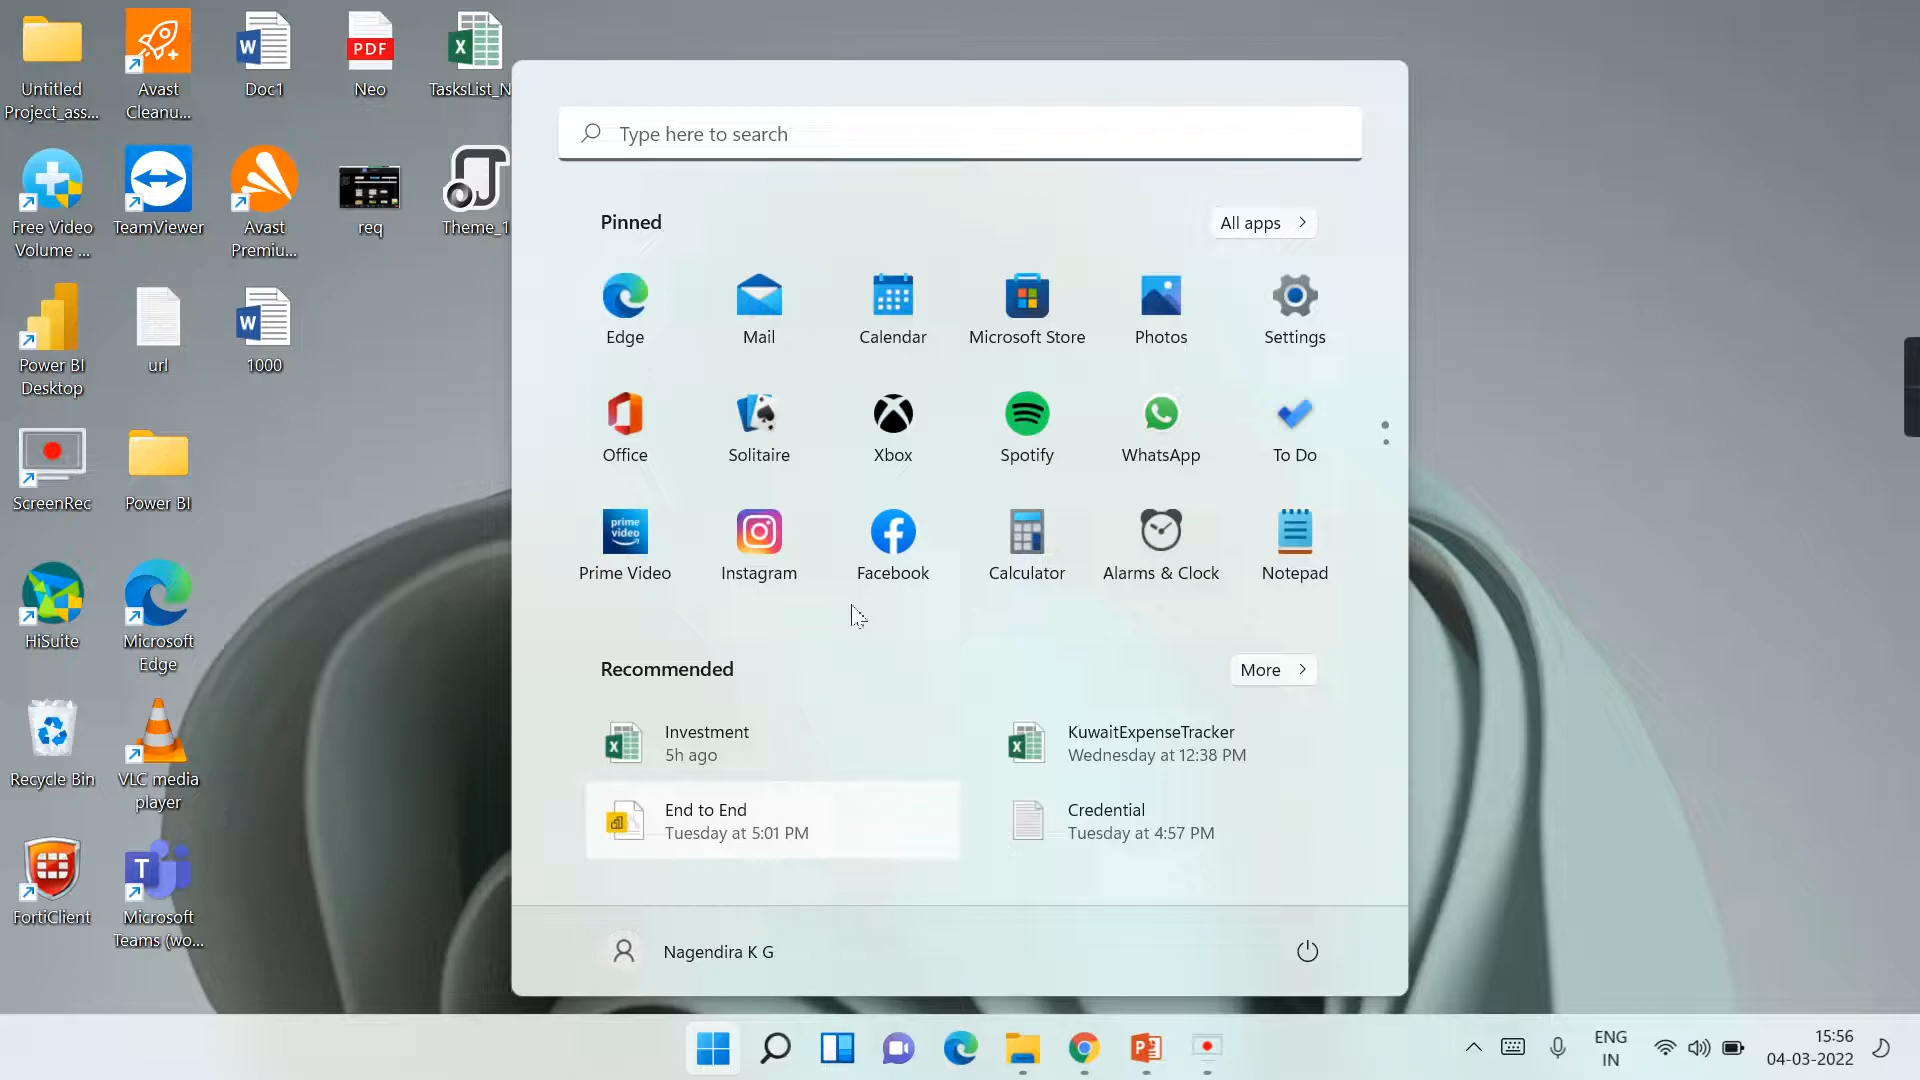 Untitled
Project_ass...
Avast
Cleanu...
Doc1
PDF
Neo
TasksList_N
Free Video
Volume ...
TeamViewer
Avast
Premiu...
req
Theme_1
Power BI
Desktop
url
1000
ScreenRec
Power BI
HiSuite
Microsoft
Edge
Recycle Bin
VLC media
player
FortiClient
Microsoft
Teams (wo...
Type here to search
Pinned
All apps
Edge
Mail
Calendar
Microsoft Store
Photos
Settings
Office
Solitaire
Xbox
Spotify
WhatsApp
To Do
prime
video
Prime Video
Instagram
Facebook
Calculator
Alarms & Clock
Notepad
Recommended
More
Investment
5h ago
KuwaitExpenseTracker
Wednesday at 12:38 PM
End to End
Tuesday at 5:01 PM
Credential
Tuesday at 4:57 PM
Nagendira K G
ENG
IN
15:56
04-03-2022